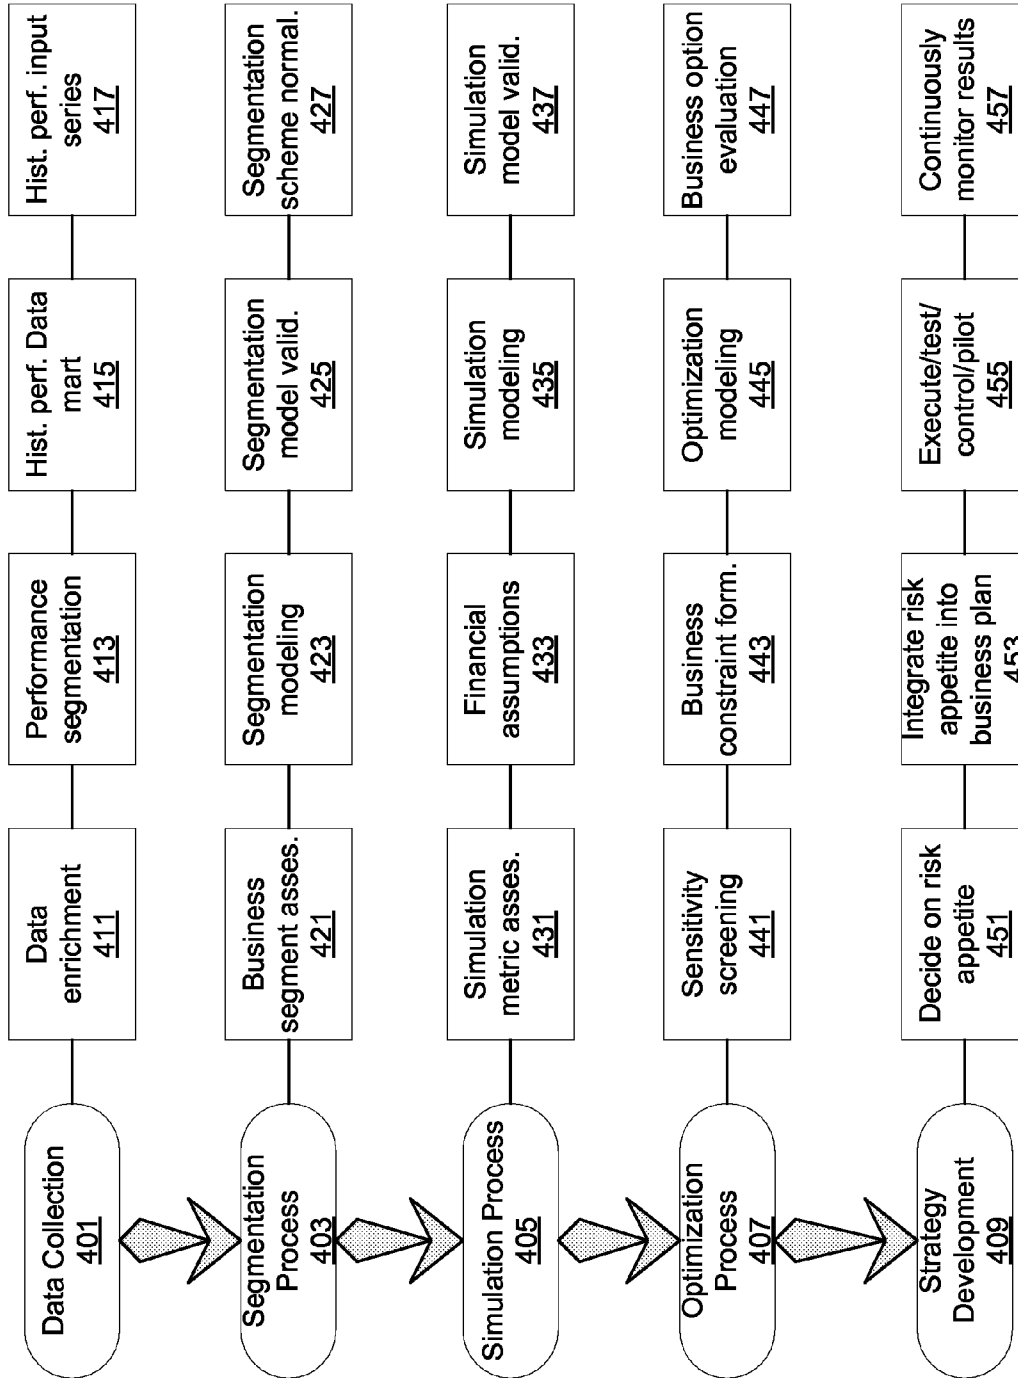 Data Collection
401
Data
enrichment
411
Performance
segmentation
413
Hist. perf. Data
mart
415
Hist. perf. input
series
417
Segmentation
Process
403
Business
segment asses.
421
Segmentation
modeling
423
Segmentation
model valid.
425
Segmentation
scheme normal.
427
Simulation Process
405
Simulation
metric asses.
431
Financial
assumptions
433
Simulation
modeling
435
Simulation
model valid.
437
Optimization
Process
407
Sensitivity
screening
441
Business
constraint form.
443
Optimization
modeling
445
Business option
evaluation
447
Strategy
Development
409
Decide on risk
appetite
451
Integrate risk
appetite into
business plan
453
Execute/test/
control/pilot
455
Continuously
monitor results
457